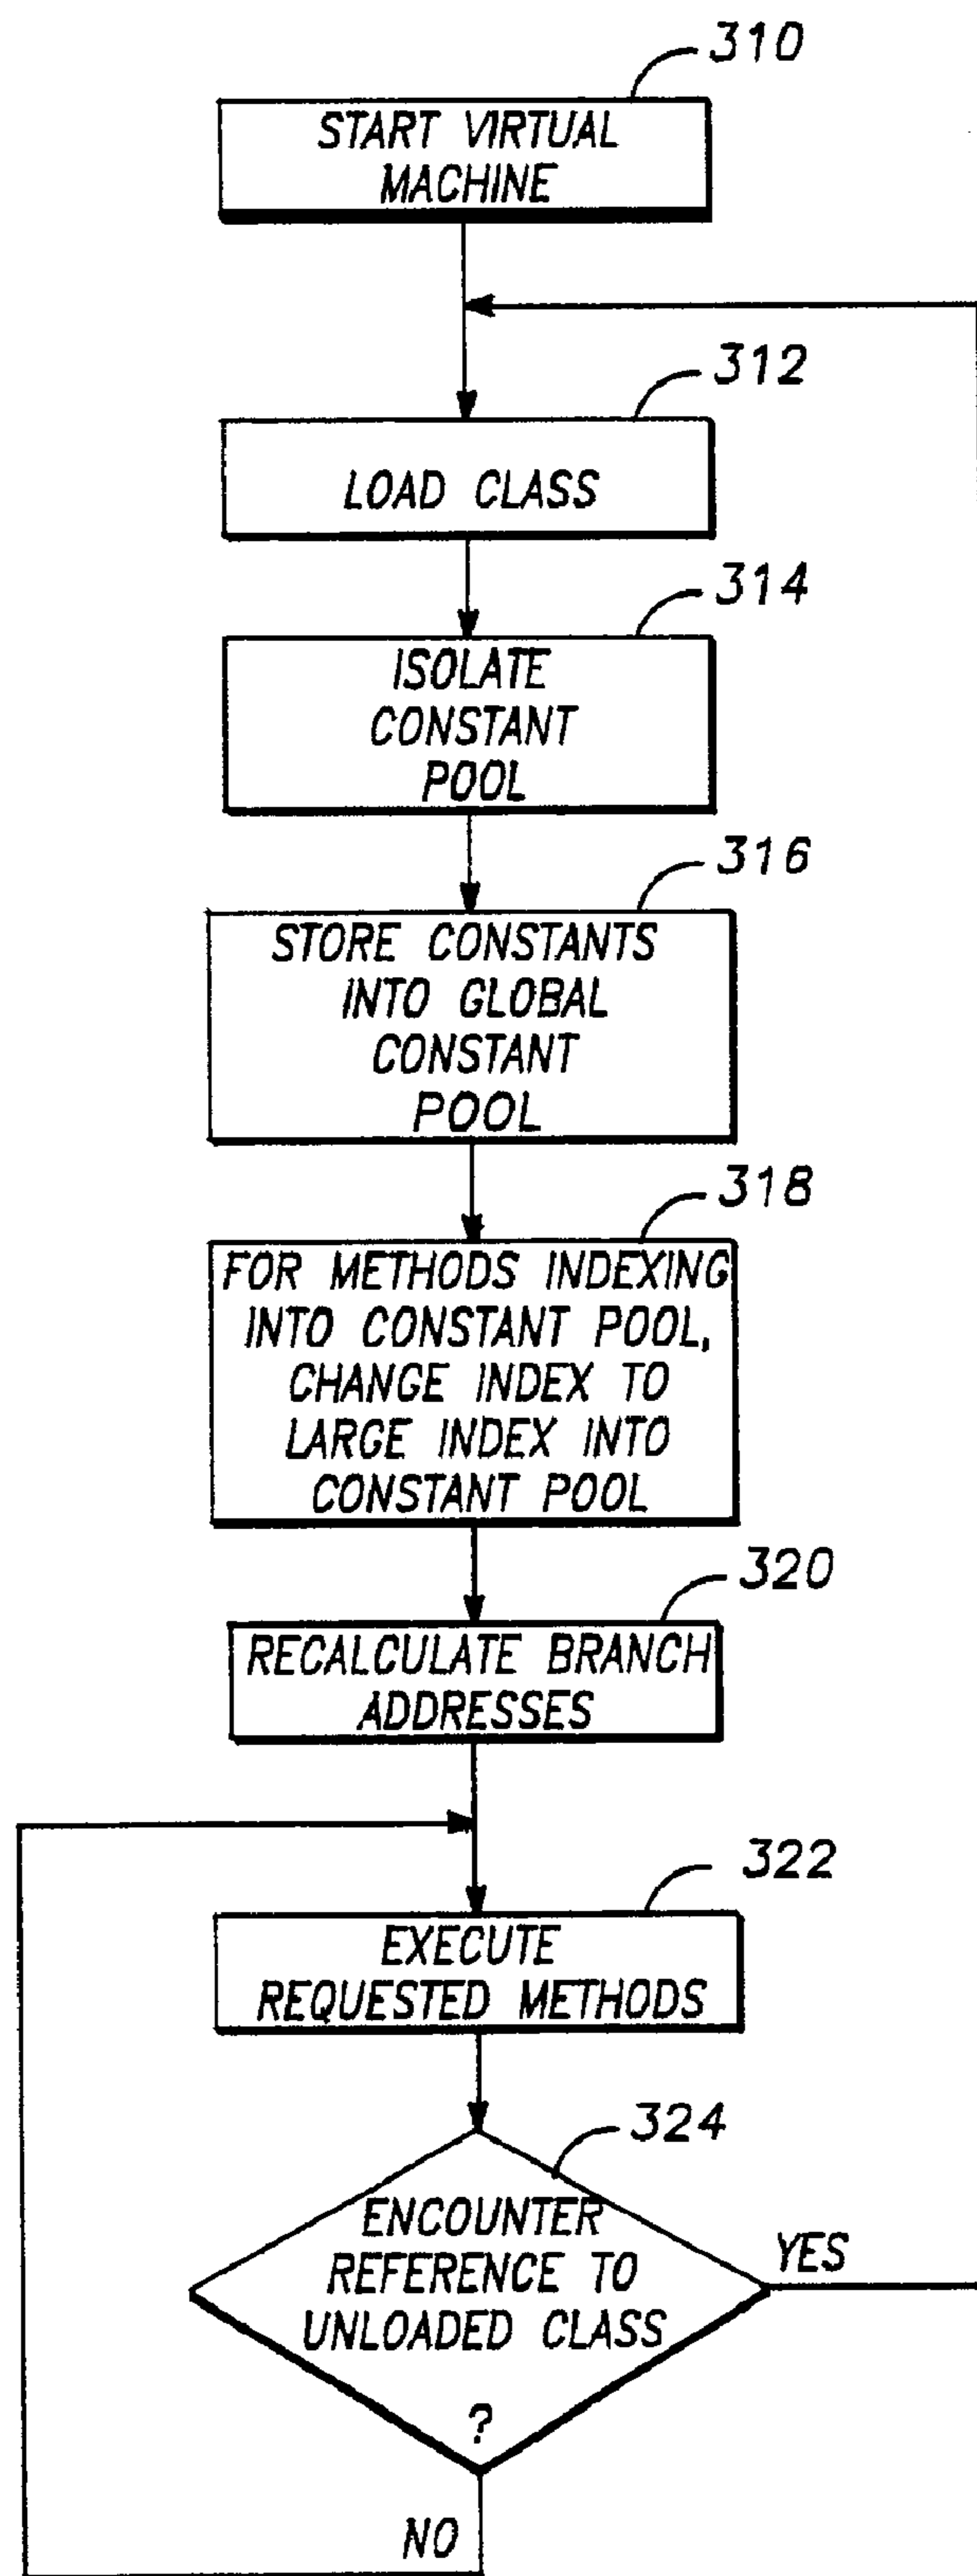 310
START VIRTUAL
MACHINE
312
LOAD CLASS
314
ISOLATE
CONSTANT
POOL
316
STORE CONSTANTS
INTO GLOBAL
CONSTANT
POOL
318
FOR METHODS INDEXING
INTO CONSTANT POOL,
CHANGE INDEX TO
LARGE INDEX INTO
CONSTANT POOL
320
RECALCULATE BRANCH
ADDRESSES
322
EXECUTE
REQUESTED METHODS
324
ENCOUNTER
REFERENCE TO
UNLOADED CLASS
?
YES
NO